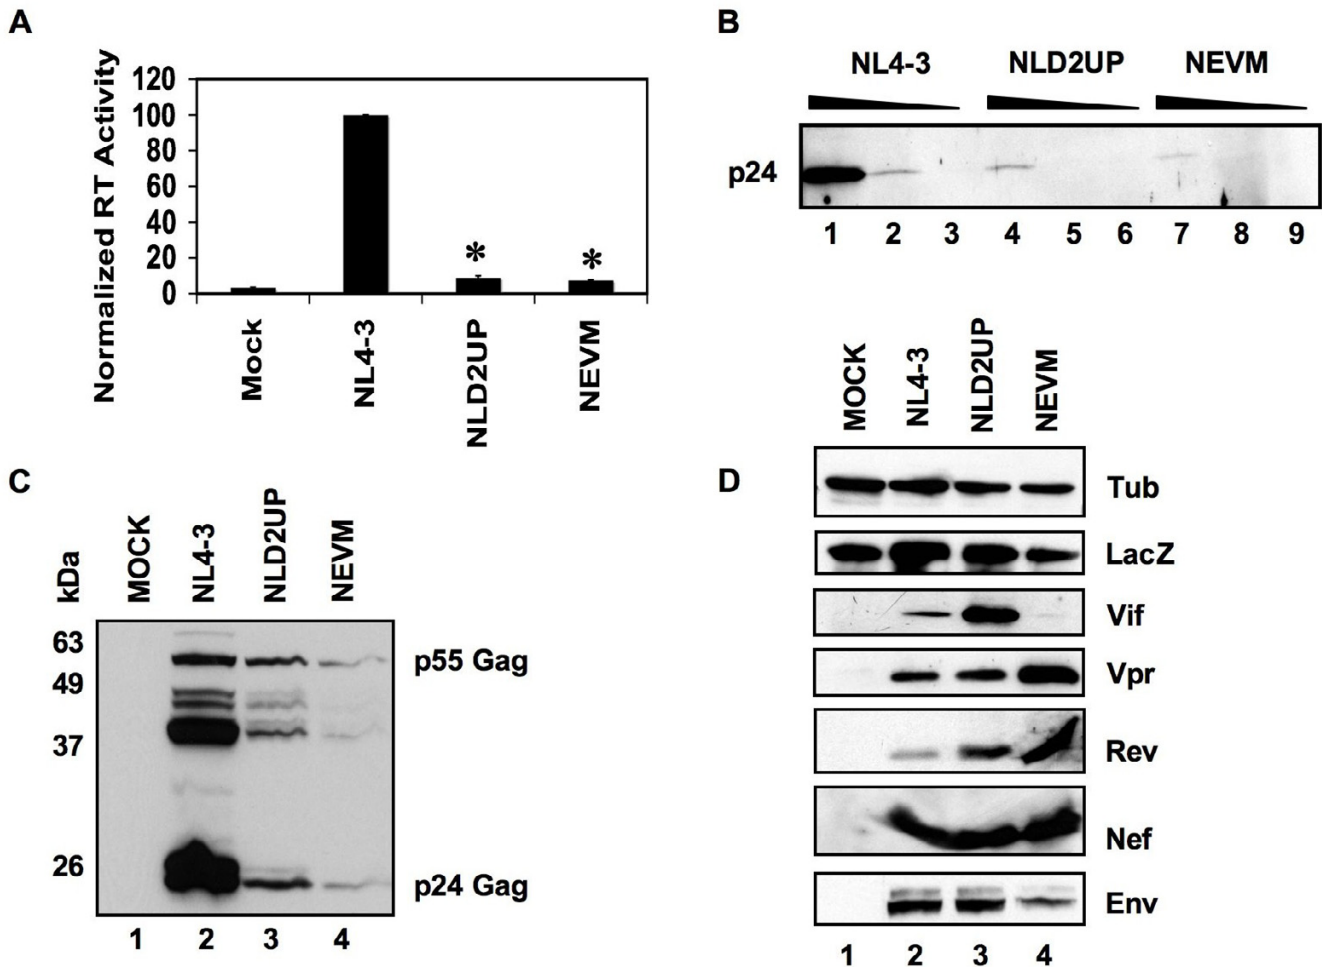 A
Normalized RT Activity
120
100
80
60
40
20
0
*
*
Mock
NL4-3
NLD2UP
NEVM
B
NL4-3 NLD2UP NEVM
p24
1 2 3 4 5 6 7 8 9
C
kDa
MOCK
NL4-3
NLD2UP
NEVM
63
49
37
26
p55 Gag
p24 Gag
1 2 3 4
D
MOCK
NL4-3
NLD2UP
NEVM
Tub
LacZ
Vif
Vpr
Rev
Nef
Env
1 2 3 4